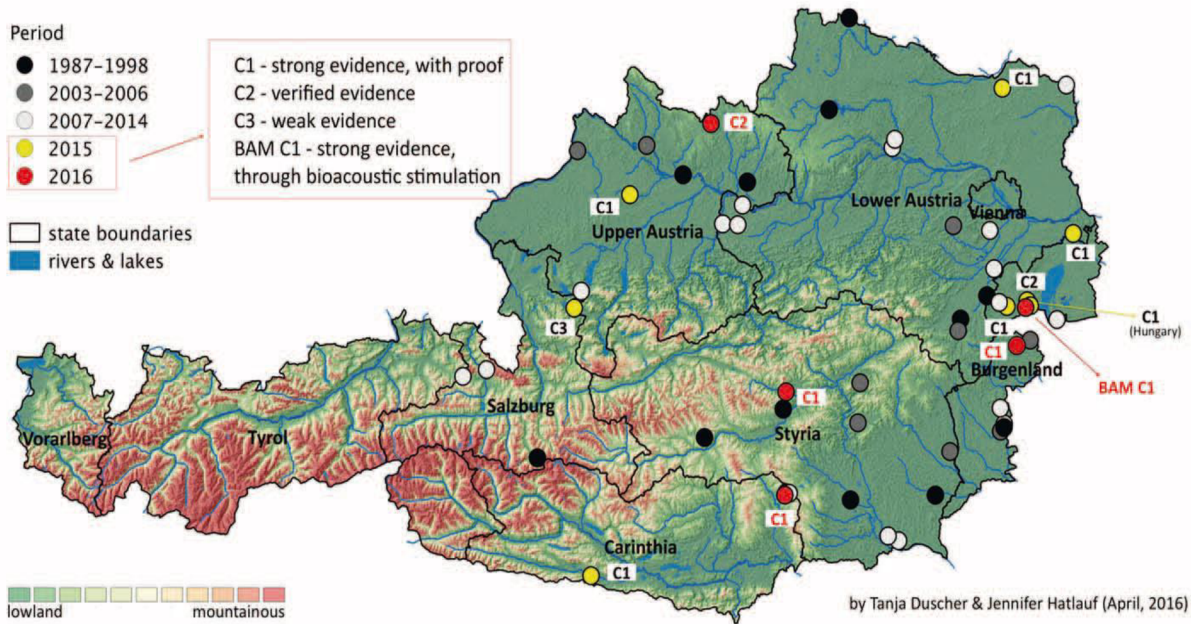 Period
1987–1998
2003–2006
2007–2014
2015
2016
C1 - strong evidence, with proof
C2 - verified evidence
C3 - weak evidence
BAM C1 - strong evidence,
through bioacoustic stimulation
state boundaries
rivers & lakes
C1
C2
C1
Lower Austria
Vienna
Upper Austria
C1
C2
C3
C1
C1
(Hungary)
C1
Burgenland
BAM C1
C1
Salzburg
Styria
Vorarlberg
Tyrol
C1
Carinthia
C1
lowland
mountainous
by Tanja Duscher & Jennifer Hatlauf (April, 2016)